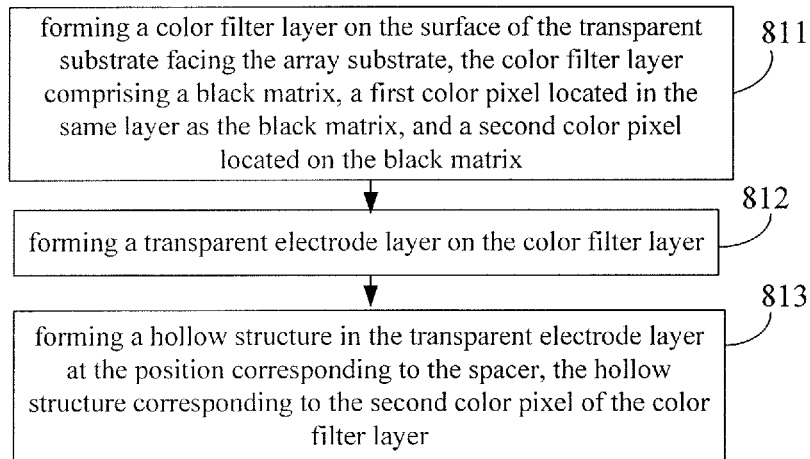 forming a color filter layer on the surface of the transparent
substrate facing the array substrate, the color filter layer
comprising a black matrix, a first color pixel located in the
same layer as the black matrix, and a second color pixel
located on the black matrix
811
forming a transparent electrode layer on the color filter layer
812
forming a hollow structure in the transparent electrode layer
at the position corresponding to the spacer, the hollow
structure corresponding to the second color pixel of the color
filter layer
813